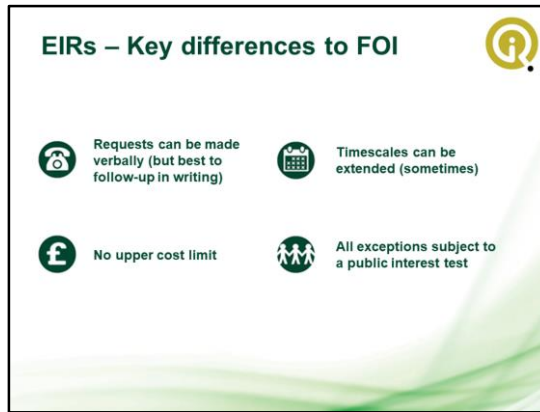 EIRs – Key differences to FOI
Requests can be made
verbally (but best to
follow-up in writing)
Timescales can be
extended (sometimes)
£
No upper cost limit
All exceptions subject to
a public interest test